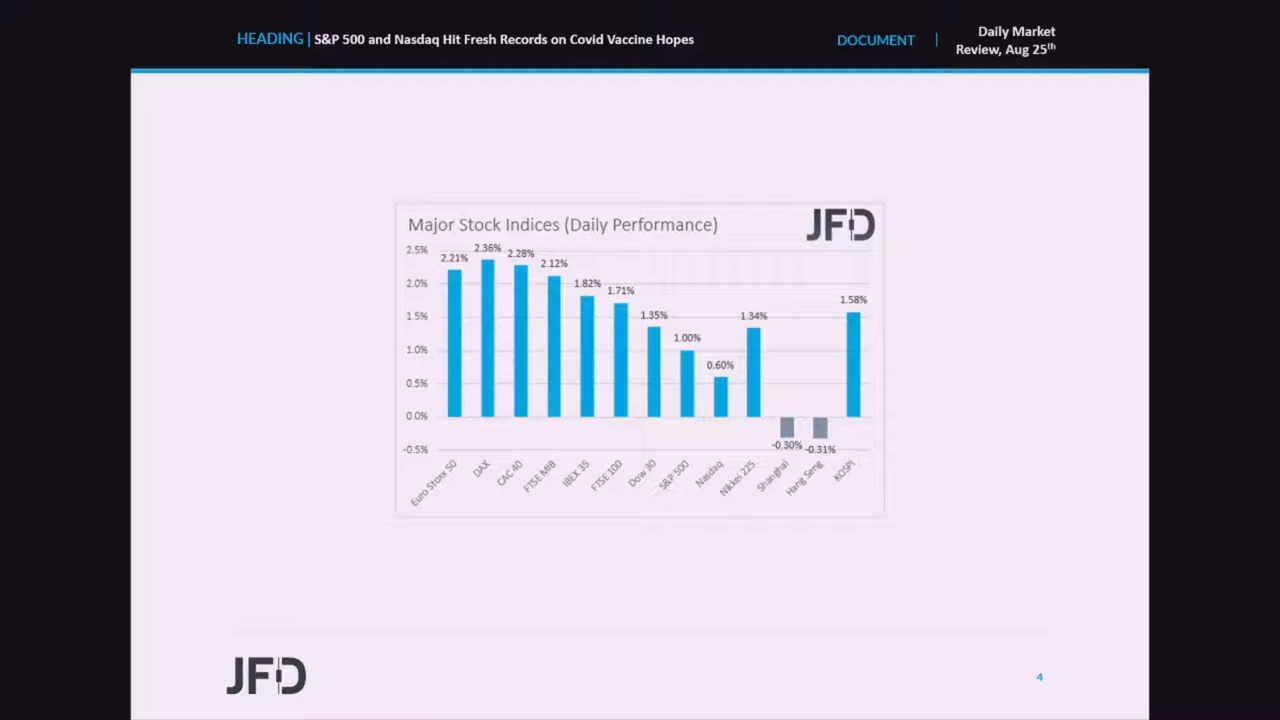 HEADING | S&P 500 and Nasdaq Hit Fresh Records on Covid Vaccine Hopes
DOCUMENT | Daily Market
Review, Aug 25th
Major Stock Indices (Daily Performance)
JFD
2.5%
2.0%
1.5%
1.0%
0.5%
0.0%
-0.5%
2.21%
2.36%
2.28%
2.12%
1.82%
1.71%
1.35%
1.00%
0.60%
1.34%
-0.30%
-0.31%
1.58%
Euro Stoxx 50
DAX
CAC 40
FTSE MIB
IBEX 35
FTSE 100
Dow 30
S&P 500
Nasdaq
Nikkei 225
Shanghai
Hang Seng
KOSPI
JFD
4